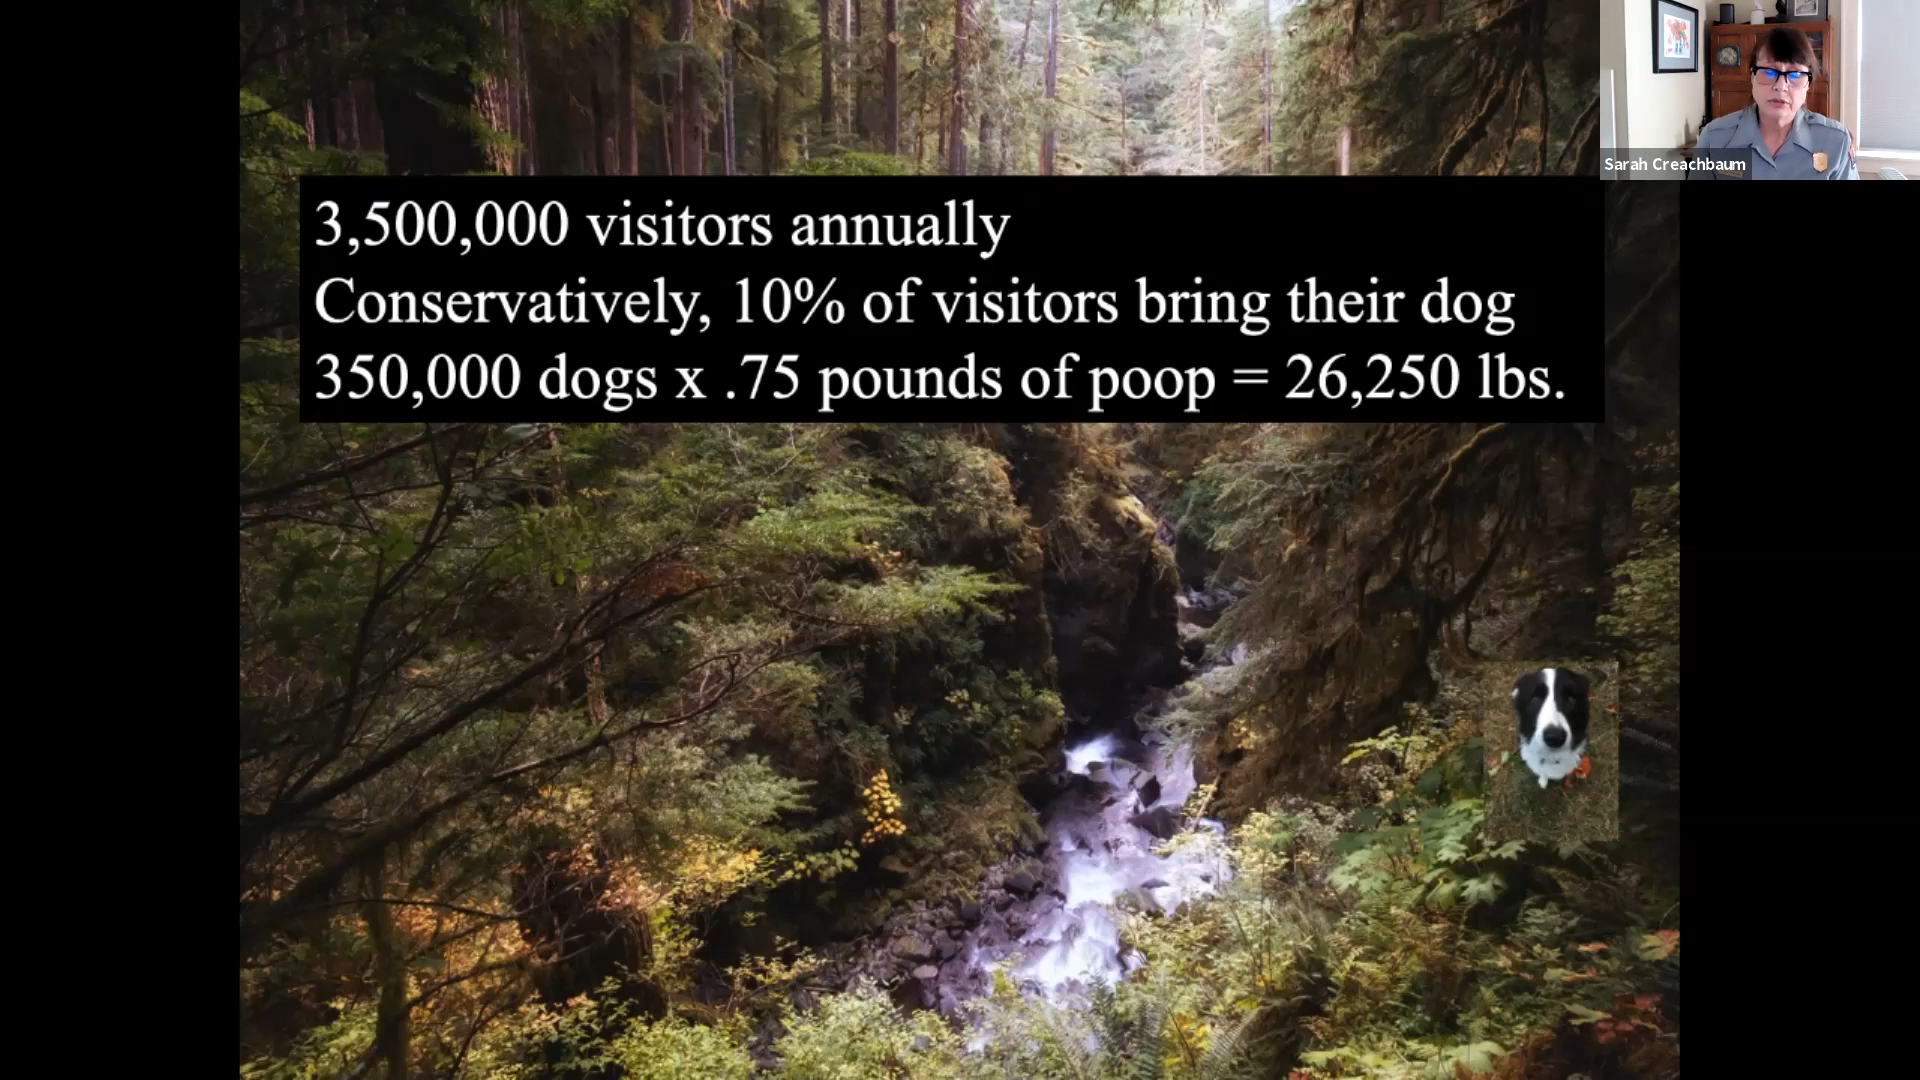 3,500,000 visitors annually
Conservatively, 10% of visitors bring their dog
350,000 dogs x .75 pounds of poop = 26,250 lbs.
Sarah Creachbaum